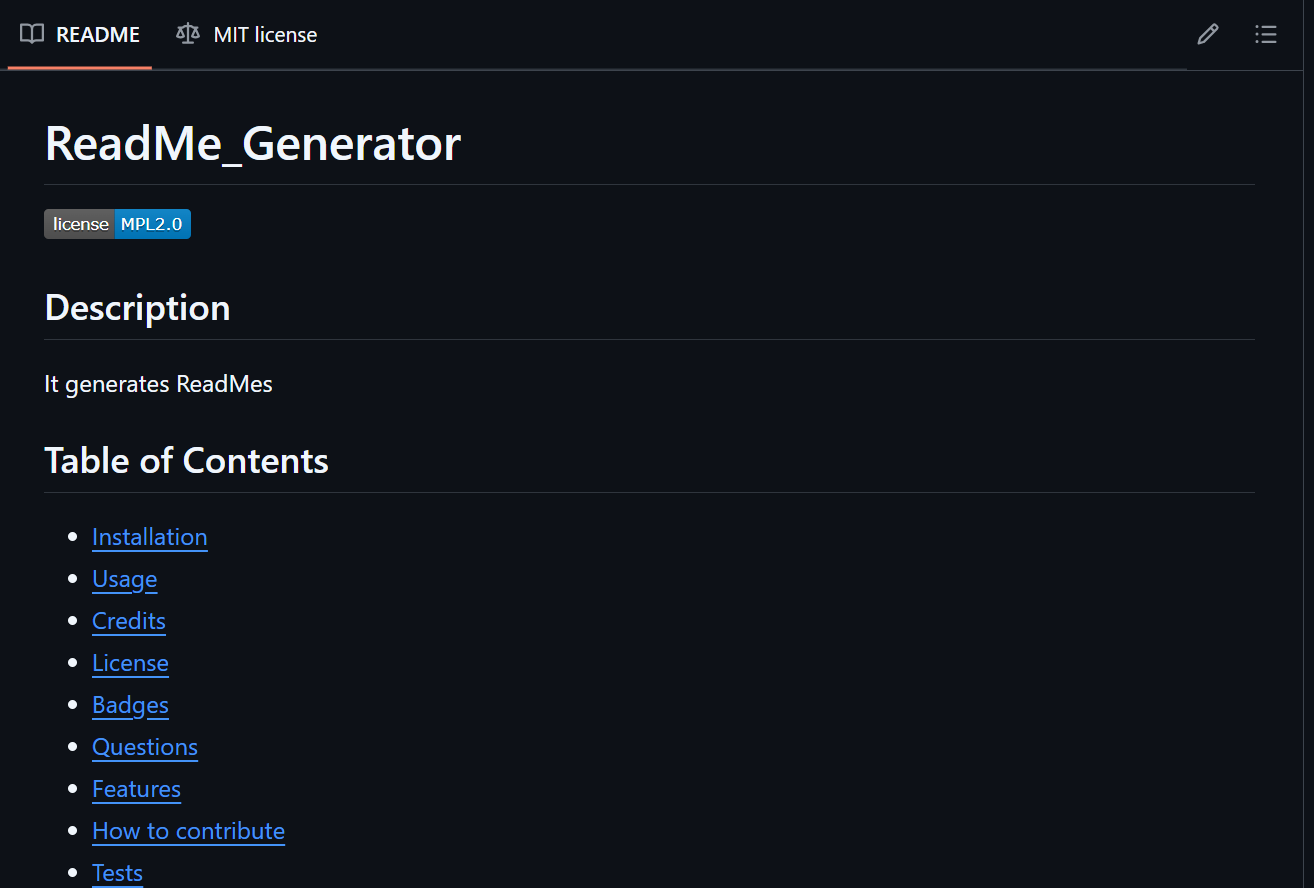 README MIT license
ReadMe_Generator
license MPL2.0
Description
It generates ReadMes
Table of Contents
Installation
Usage
Credits
License
Badges
Questions
Features
How to contribute
Tests